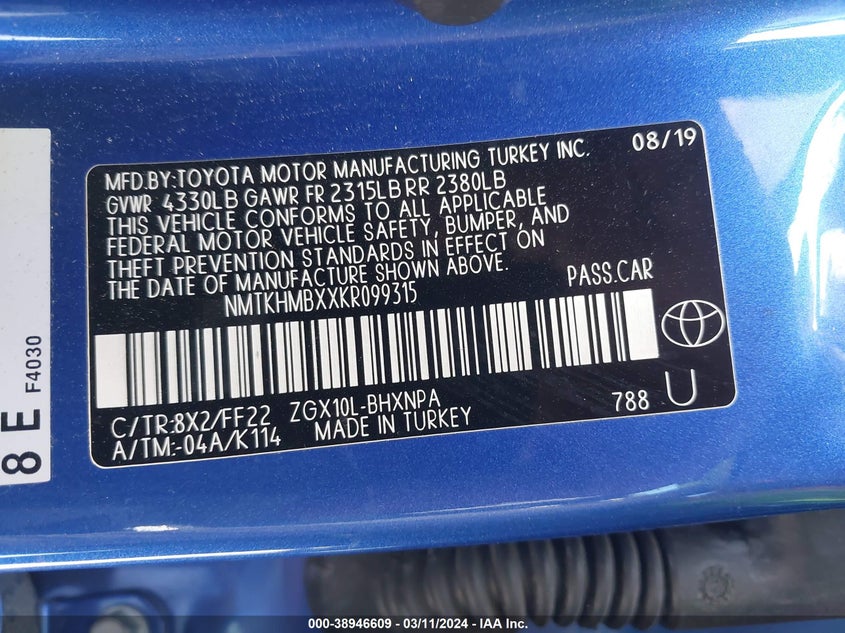 MFD.BY:TOYOTA MOTOR MANUFACTURING TURKEY INC. 08/19
GVWR 4330LB GAWR FR 2315LB RR 2380LB
THIS VEHICLE CONFORMS TO ALL APPLICABLE
FEDERAL MOTOR VEHICLE SAFETY, BUMPER, AND
THEFT PREVENTION STANDARDS IN EFFECT ON
THE DATE OF MANUFACTURE SHOWN ABOVE.
NMTKHMBXXKR099315 PASS.CAR
C/TR:8X2/FF22 ZGX10L-BHXNPA 788 U
A/TM:-04A/K114 MADE IN TURKEY
8 E F4030
000-38946609 - 03/11/2024 - IAA Inc.